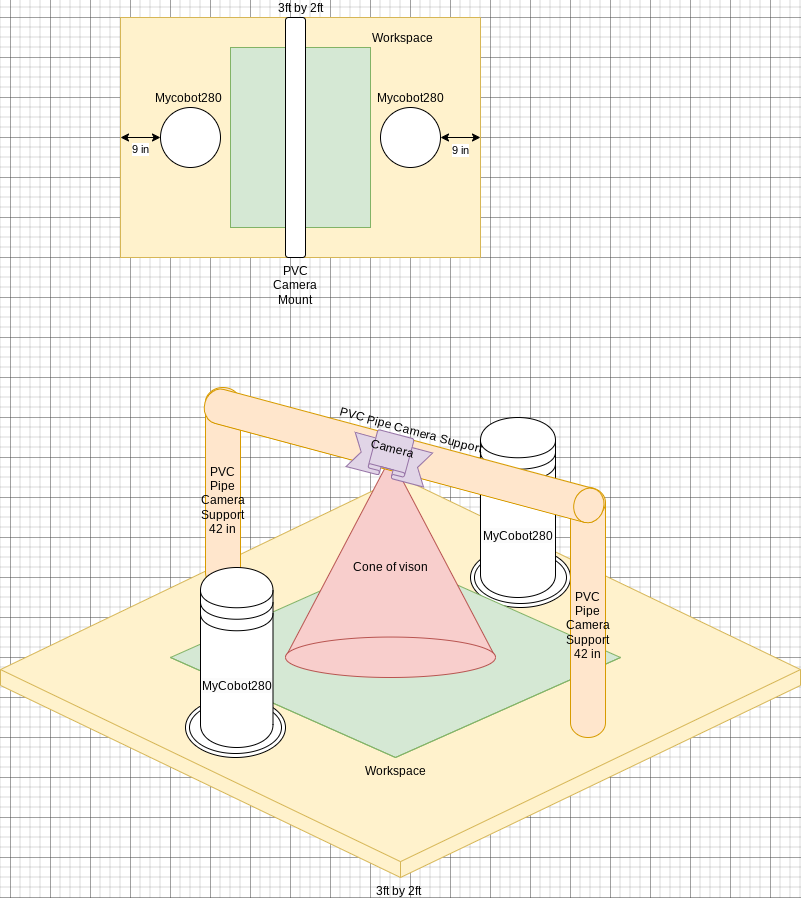 3ft by 2ft
Workspace
Mycobot280
Mycobot280
9 in
9 in
PVC
Camera
Mount
PVC Pipe Camera Support
Camera
PVC
Pipe
Camera
Support
42 in
MyCobot280
Cone of vison
PVC
Pipe
Camera
Support
42 in
MyCobot280
Workspace
3ft by 2ft